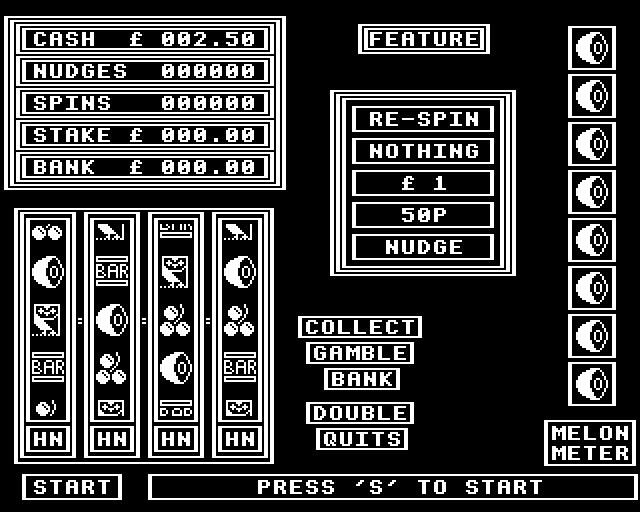 CASH £ 002.50
NUDGES 000000
SPINS 000000
STAKE £ 000.00
BANK £ 000.00
FEATURE
RE-SPIN
NOTHING
£ 1
50P
NUDGE
BAR
BAR
BAR
BAR
BAR
BAR
HN HN HN HN
COLLECT
GAMBLE
BANK
DOUBLE
QUITS
MELON
METER
START
PRESS 'S' TO START